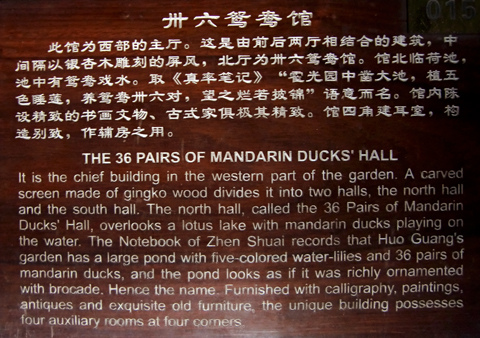 卅六鸳鸯馆
此馆为西部的主厅。这是由前后两厅相结合的建筑，中
间隔以银杏木雕刻的屏风，北厅为卅六鸳鸯馆。馆北临荷池，
池中有鸳鸯戏水。取《真率笔记》“霍光园中凿大池，植五
色睡莲，养鸳鸯卅六对，望之烂若披锦”语意而名。馆内陈
设精致的书画文物、古式家俱极其精致。馆四角建耳室，构
造别致，作辅房之用。
THE 36 PAIRS OF MANDARIN DUCKS' HALL
It is the chief building in the western part of the garden. A carved
screen made of gingko wood divides it into two halls, the north hall
and the south hall. The north hall, called the 36 Pairs of Mandarin
Ducks' Hall, overlooks a lotus lake with mandarin ducks playing on
the water. The Notebook of Zhen Shuai records that Huo Guang's
garden has a large pond with five-colored water-lilies and 36 pairs of
mandarin ducks, and the pond looks as if it was richly ornamented
with brocade. Hence the name. Furnished with calligraphy, paintings,
antiques and exquisite old furniture, the unique building possesses
four auxiliary rooms at four corners.